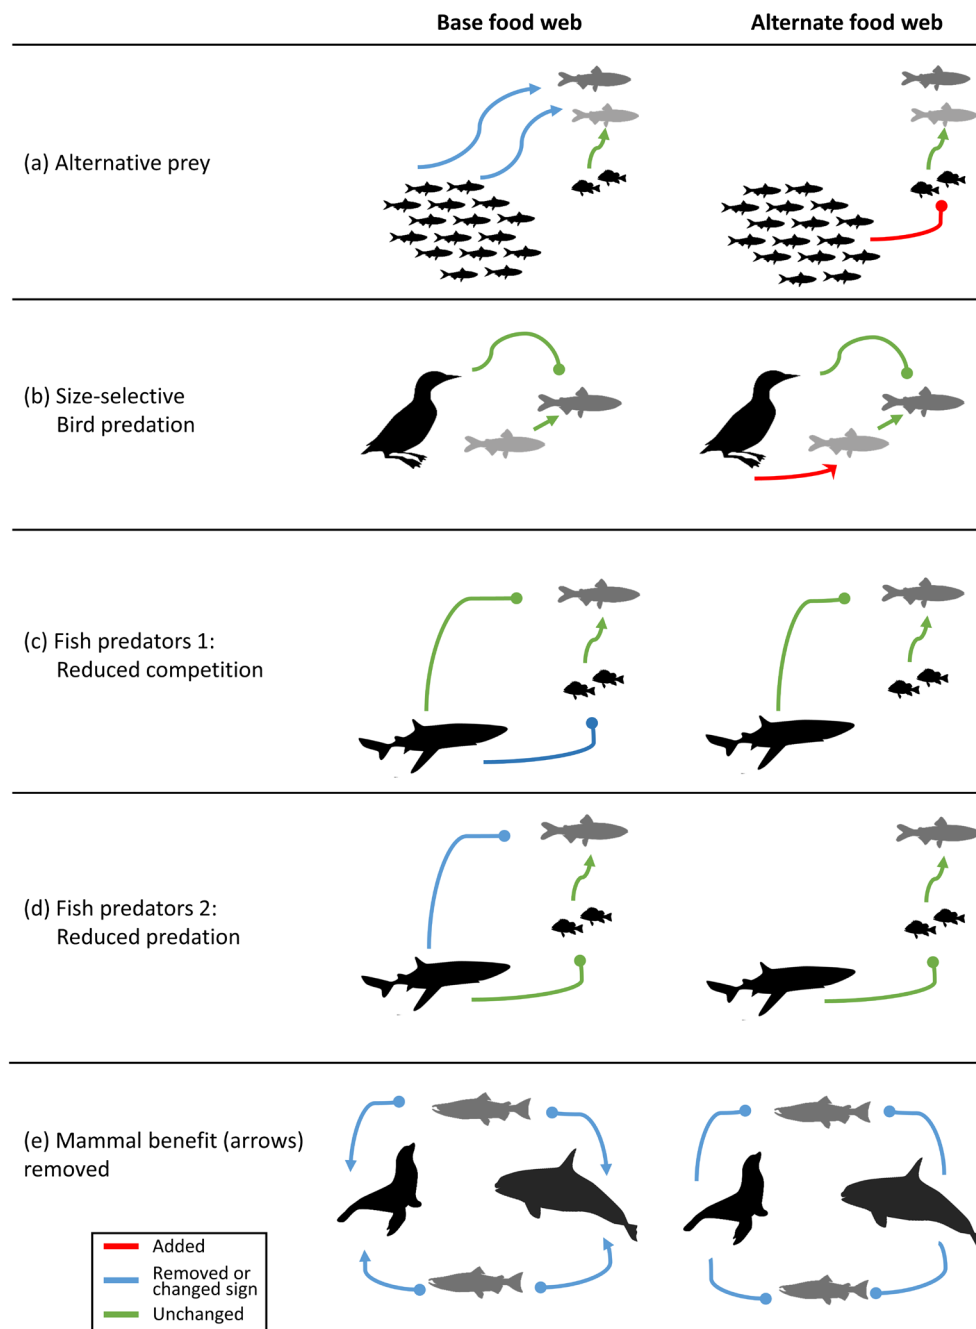 Base food web
Alternate food web
(a) Alternative prey
(b) Size-selective
Bird predation
(c) Fish predators 1:
Reduced competition
(d) Fish predators 2:
Reduced predation
(e) Mammal benefit (arrows)
removed
Added
Removed or
changed sign
Unchanged